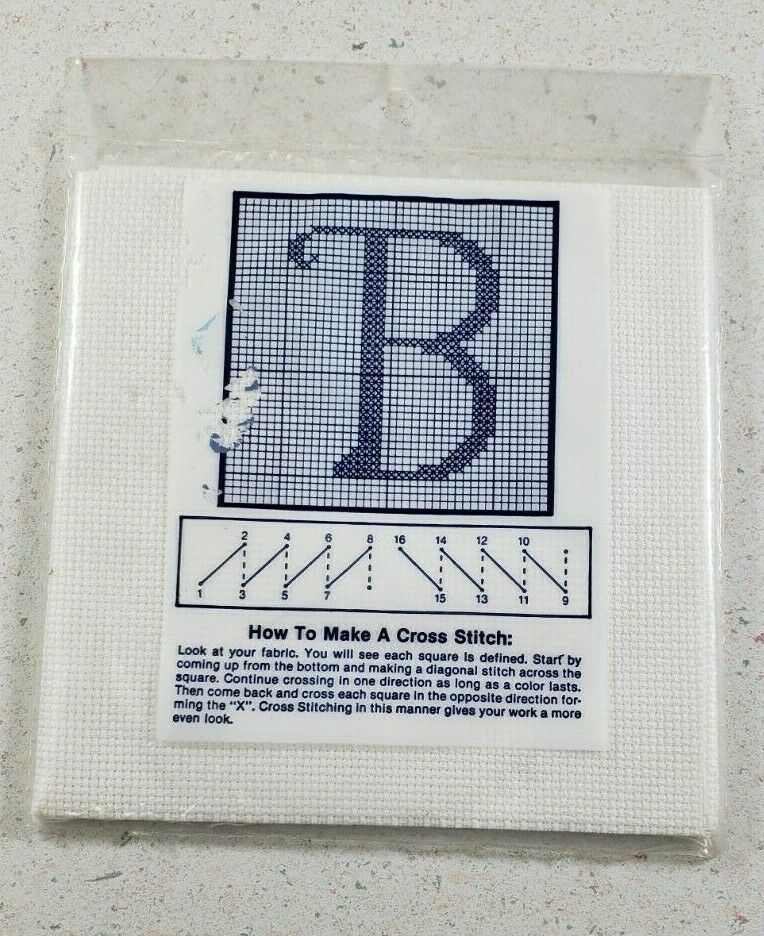 B
2 4 6 8 16 14 12 10
1 3 5 7 15 13 11 9
How To Make A Cross Stitch:
Look at your fabric. You will see each square is defined. Start by
coming up from the bottom and making a diagonal stitch across the
square. Continue crossing in one direction as long as a color lasts.
Then come back and cross each square in the opposite direction for-
ming the "X". Cross Stitching in this manner gives your work a more
even look.